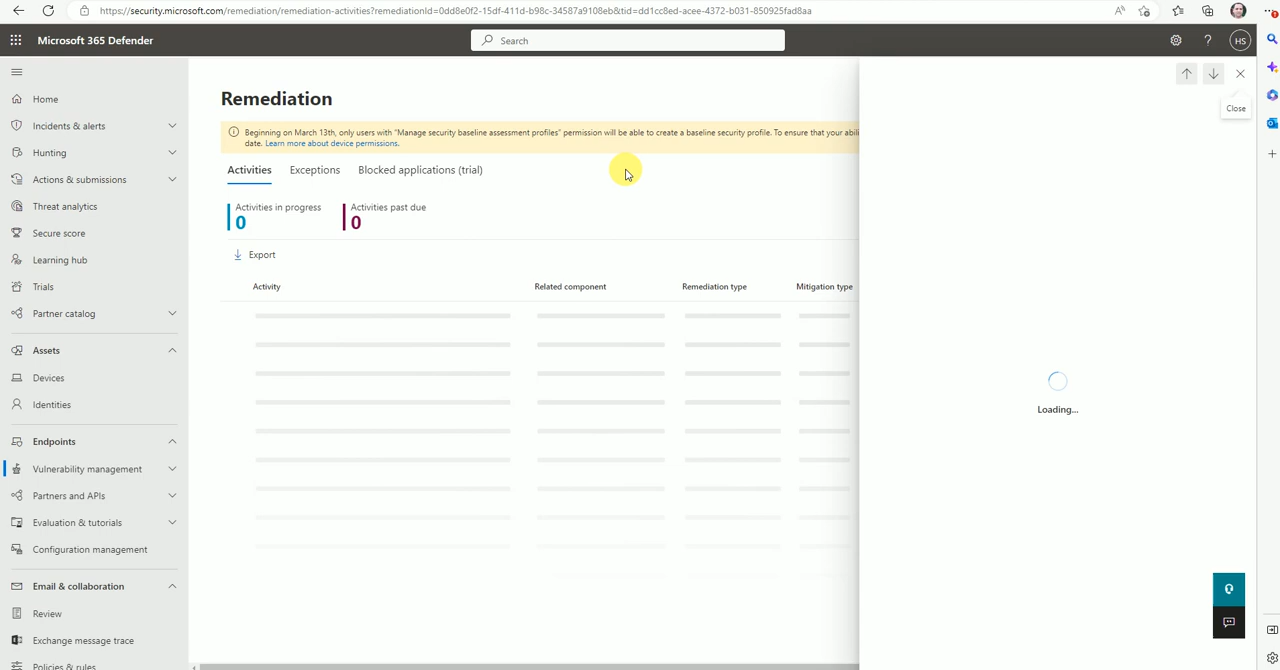 https://security.microsoft.com/remediation/remediation-activities?remediationId=0dd8e0f2-15df-411d-b98c-34587a9108eb&tid=dd1cc8ed-acee-4372-b031-850925fad8aa
Microsoft 365 Defender
Search
HS
Close
Home
Incidents & alerts
Hunting
Actions & submissions
Threat analytics
Secure score
Learning hub
Trials
Partner catalog
Assets
Devices
Identities
Endpoints
Vulnerability management
Partners and APIs
Evaluation & tutorials
Configuration management
Email & collaboration
Review
Exchange message trace
Policies & rules
Remediation
Beginning on March 13th, only users with "Manage security baseline assessment profiles" permission will be able to create a baseline security profile. To ensure that your abili
date. Learn more about device permissions.
Activities Exceptions Blocked applications (trial)
Activities in progress Activities past due
0 0
Export
Activity Related component Remediation type Mitigation type
Loading...